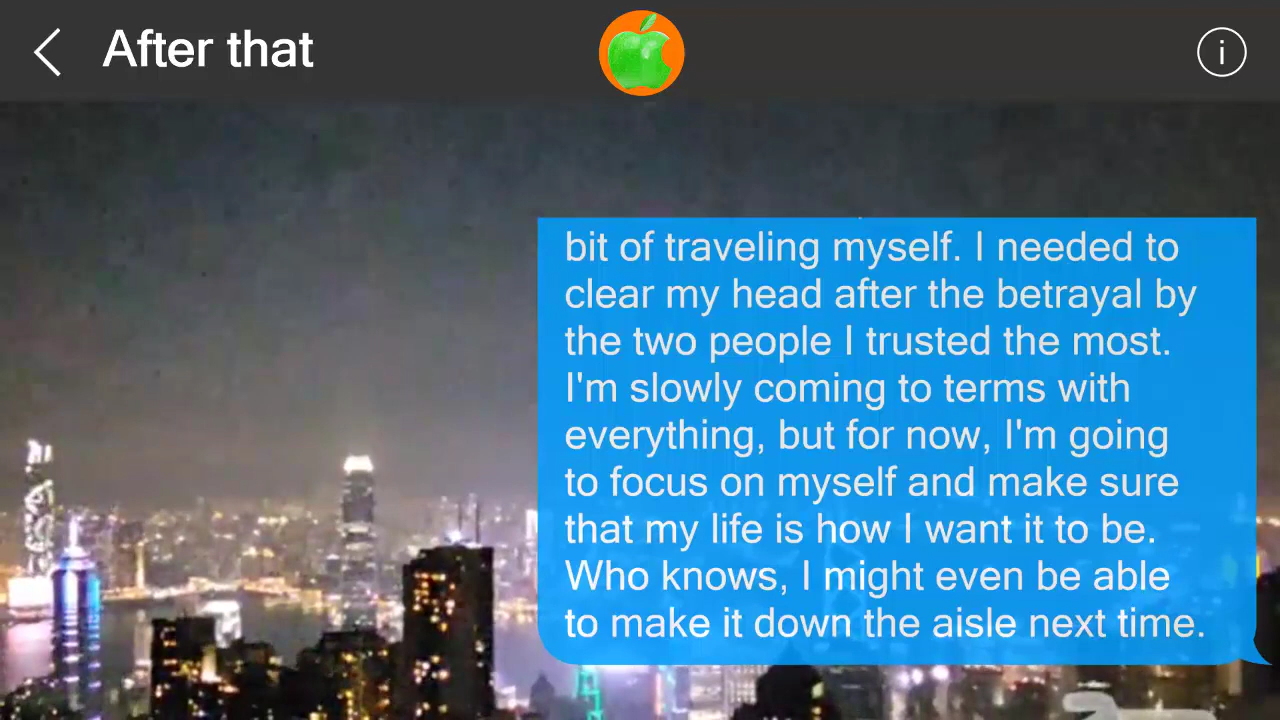 After that
i
bit of traveling myself. I needed to
clear my head after the betrayal by
the two people I trusted the most.
I'm slowly coming to terms with
everything, but for now, I'm going
to focus on myself and make sure
that my life is how I want it to be.
Who knows, I might even be able
to make it down the aisle next time.